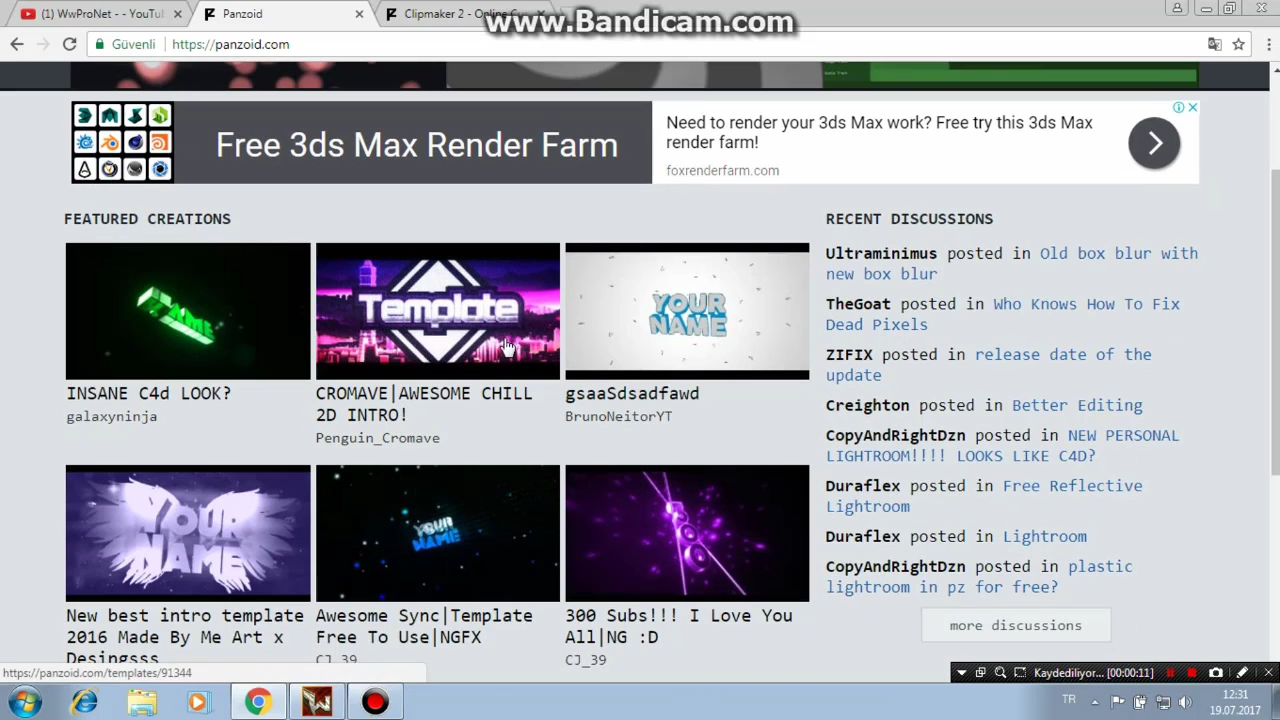 (1) WwProNet - - YouTu
Panzoid
Clipmaker 2 - Online
www.Bandicam.com
Güvenli
https://panzoid.com
Free 3ds Max Render Farm
Need to render your 3ds Max work? Free try this 3ds Max
render farm!
foxrenderfarm.com
FEATURED CREATIONS
NAME
INSANE C4d LOOK?
galaxyninja
Template
CROMAVE|AWESOME CHILL
2D INTRO!
Penguin_Cromave
YOUR
NAME
gsaaSdsadfawd
BrunoNeitorYT
YOUR
NAME
New best intro template
2016 Made By Me Art x
Desingsss
YOUR
NAME
Awesome Sync|Template
Free To Use|NGFX
CJ_39
300 Subs!!! I Love You
All|NG :D
CJ_39
RECENT DISCUSSIONS
Ultraminimus posted in Old box blur with
new box blur
TheGoat posted in Who Knows How To Fix
Dead Pixels
ZIFIX posted in release date of the
update
Creighton posted in Better Editing
CopyAndRightDzn posted in NEW PERSONAL
LIGHTROOM!!!! LOOKS LIKE C4D?
Duraflex posted in Free Reflective
Lightroom
Duraflex posted in Lightroom
CopyAndRightDzn posted in plastic
lightroom in pz for free?
more discussions
https://panzoid.com/templates/91344
Kaydediliyor... [00:00:11]
TR
12:31
19.07.2017